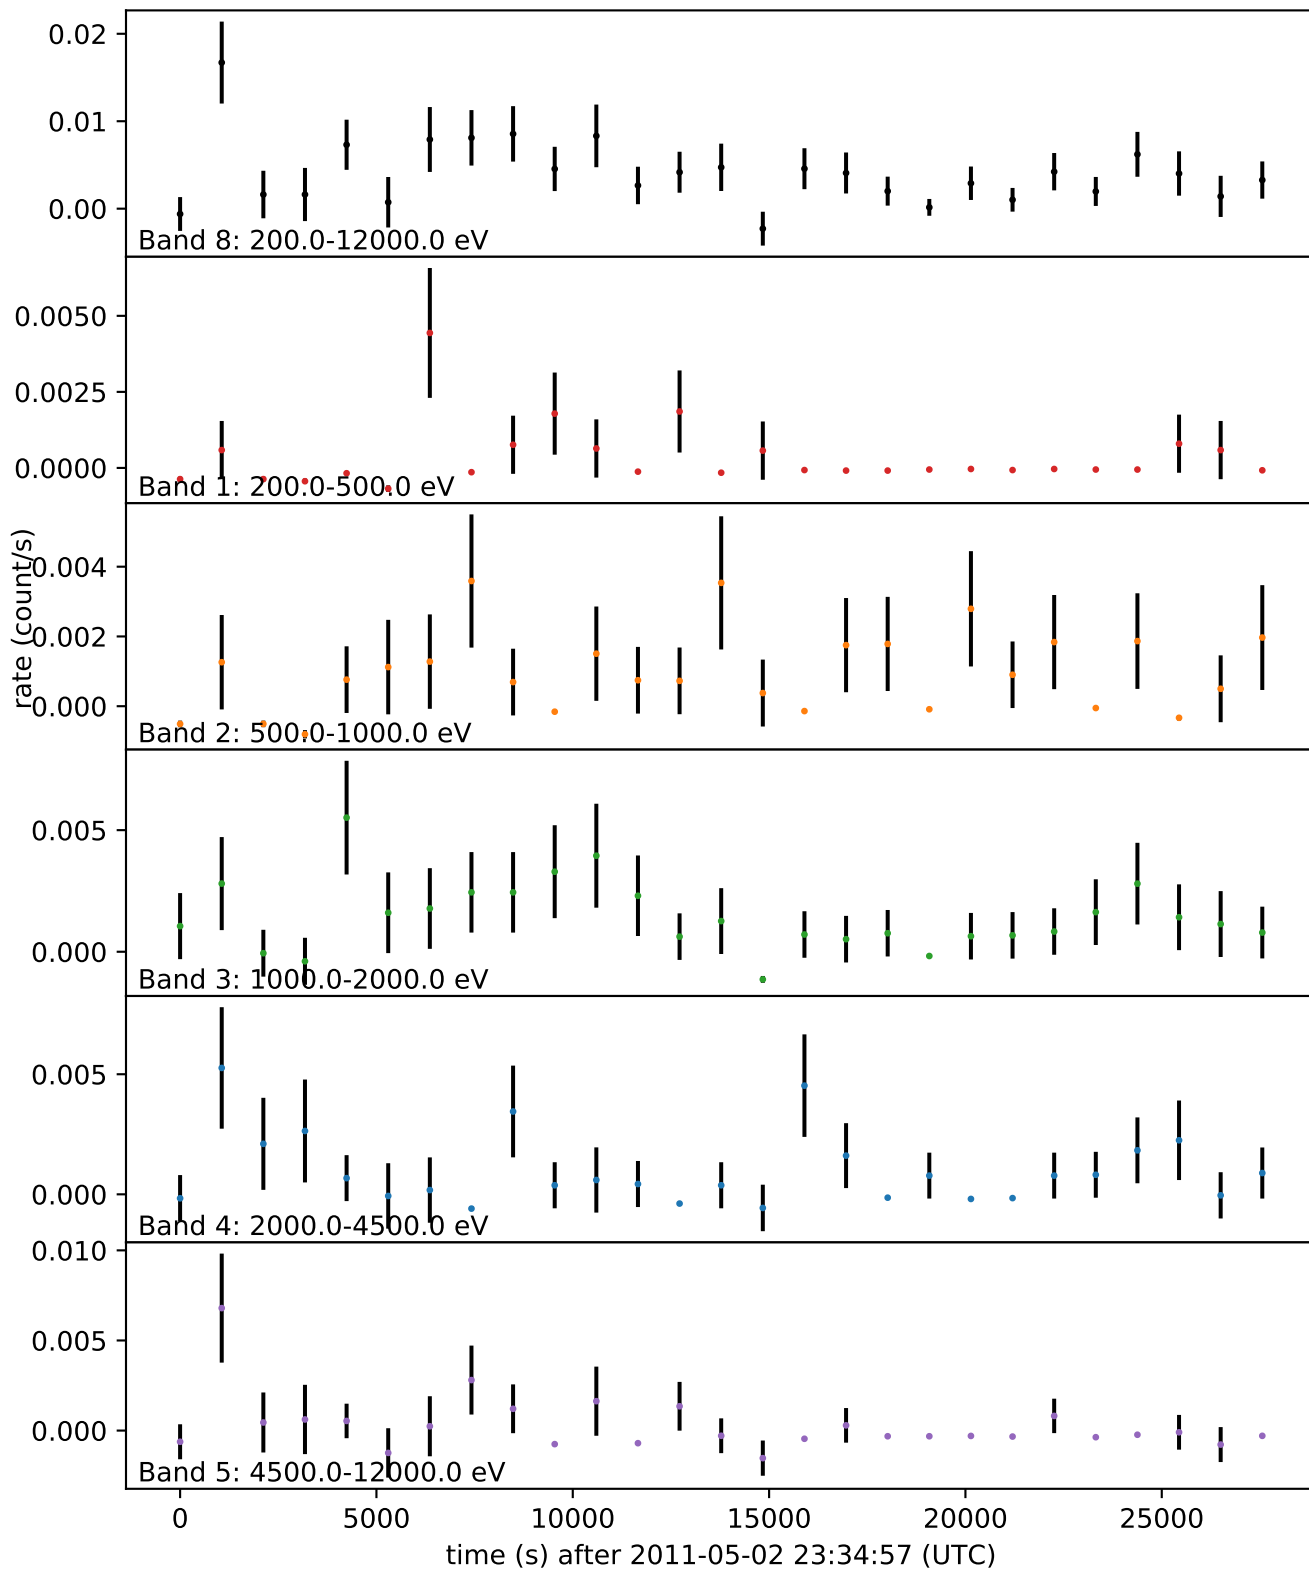 0.02
0.01
0.00
Band 8: 200.0-12000.0 eV
0.0050
0.0025
0.0000
Band 1: 200.0-500.0 eV
rate (count/s)
0.004
0.002
0.000
Band 2: 500.0-1000.0 eV
0.005
0.000
Band 3: 1000.0-2000.0 eV
0.005
0.000
Band 4: 2000.0-4500.0 eV
0.010
0.005
0.000
Band 5: 4500.0-12000.0 eV
0 5000 10000 15000 20000 25000
time (s) after 2011-05-02 23:34:57 (UTC)